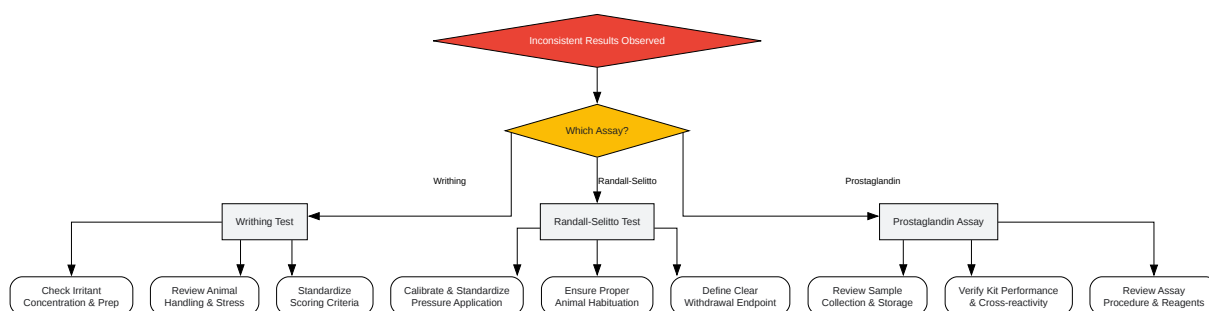 Inconsistent Results Observed
Which Assay?
Writhing
Randall-Selitto
Prostaglandin
Writhing Test
Randall-Selitto Test
Prostaglandin Assay
Check Irritant
Concentration & Prep
Review Animal
Handling & Stress
Standardize
Scoring Criteria
Calibrate & Standardize
Pressure Application
Ensure Proper
Animal Habituation
Define Clear
Withdrawal Endpoint
Review Sample
Collection & Storage
Verify Kit Performance
& Cross-reactivity
Review Assay
Procedure & Reagents